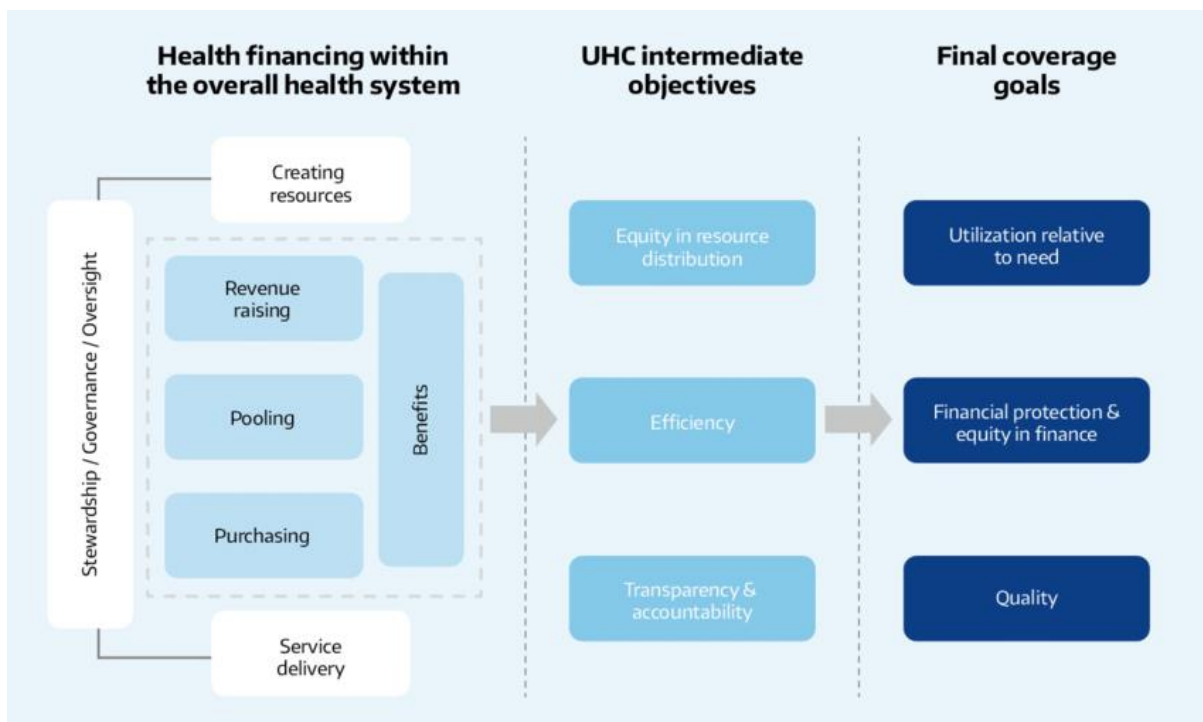 Health financing within
the overall health system
UHC intermediate
objectives
Final coverage
goals
Stewardship / Governance / Oversight
Creating
resources
Revenue
raising
Pooling
Purchasing
Benefits
Service
delivery
Equity in resource
distribution
Efficiency
Transparency &
accountability
Utilization relative
to need
Financial protection &
equity in finance
Quality